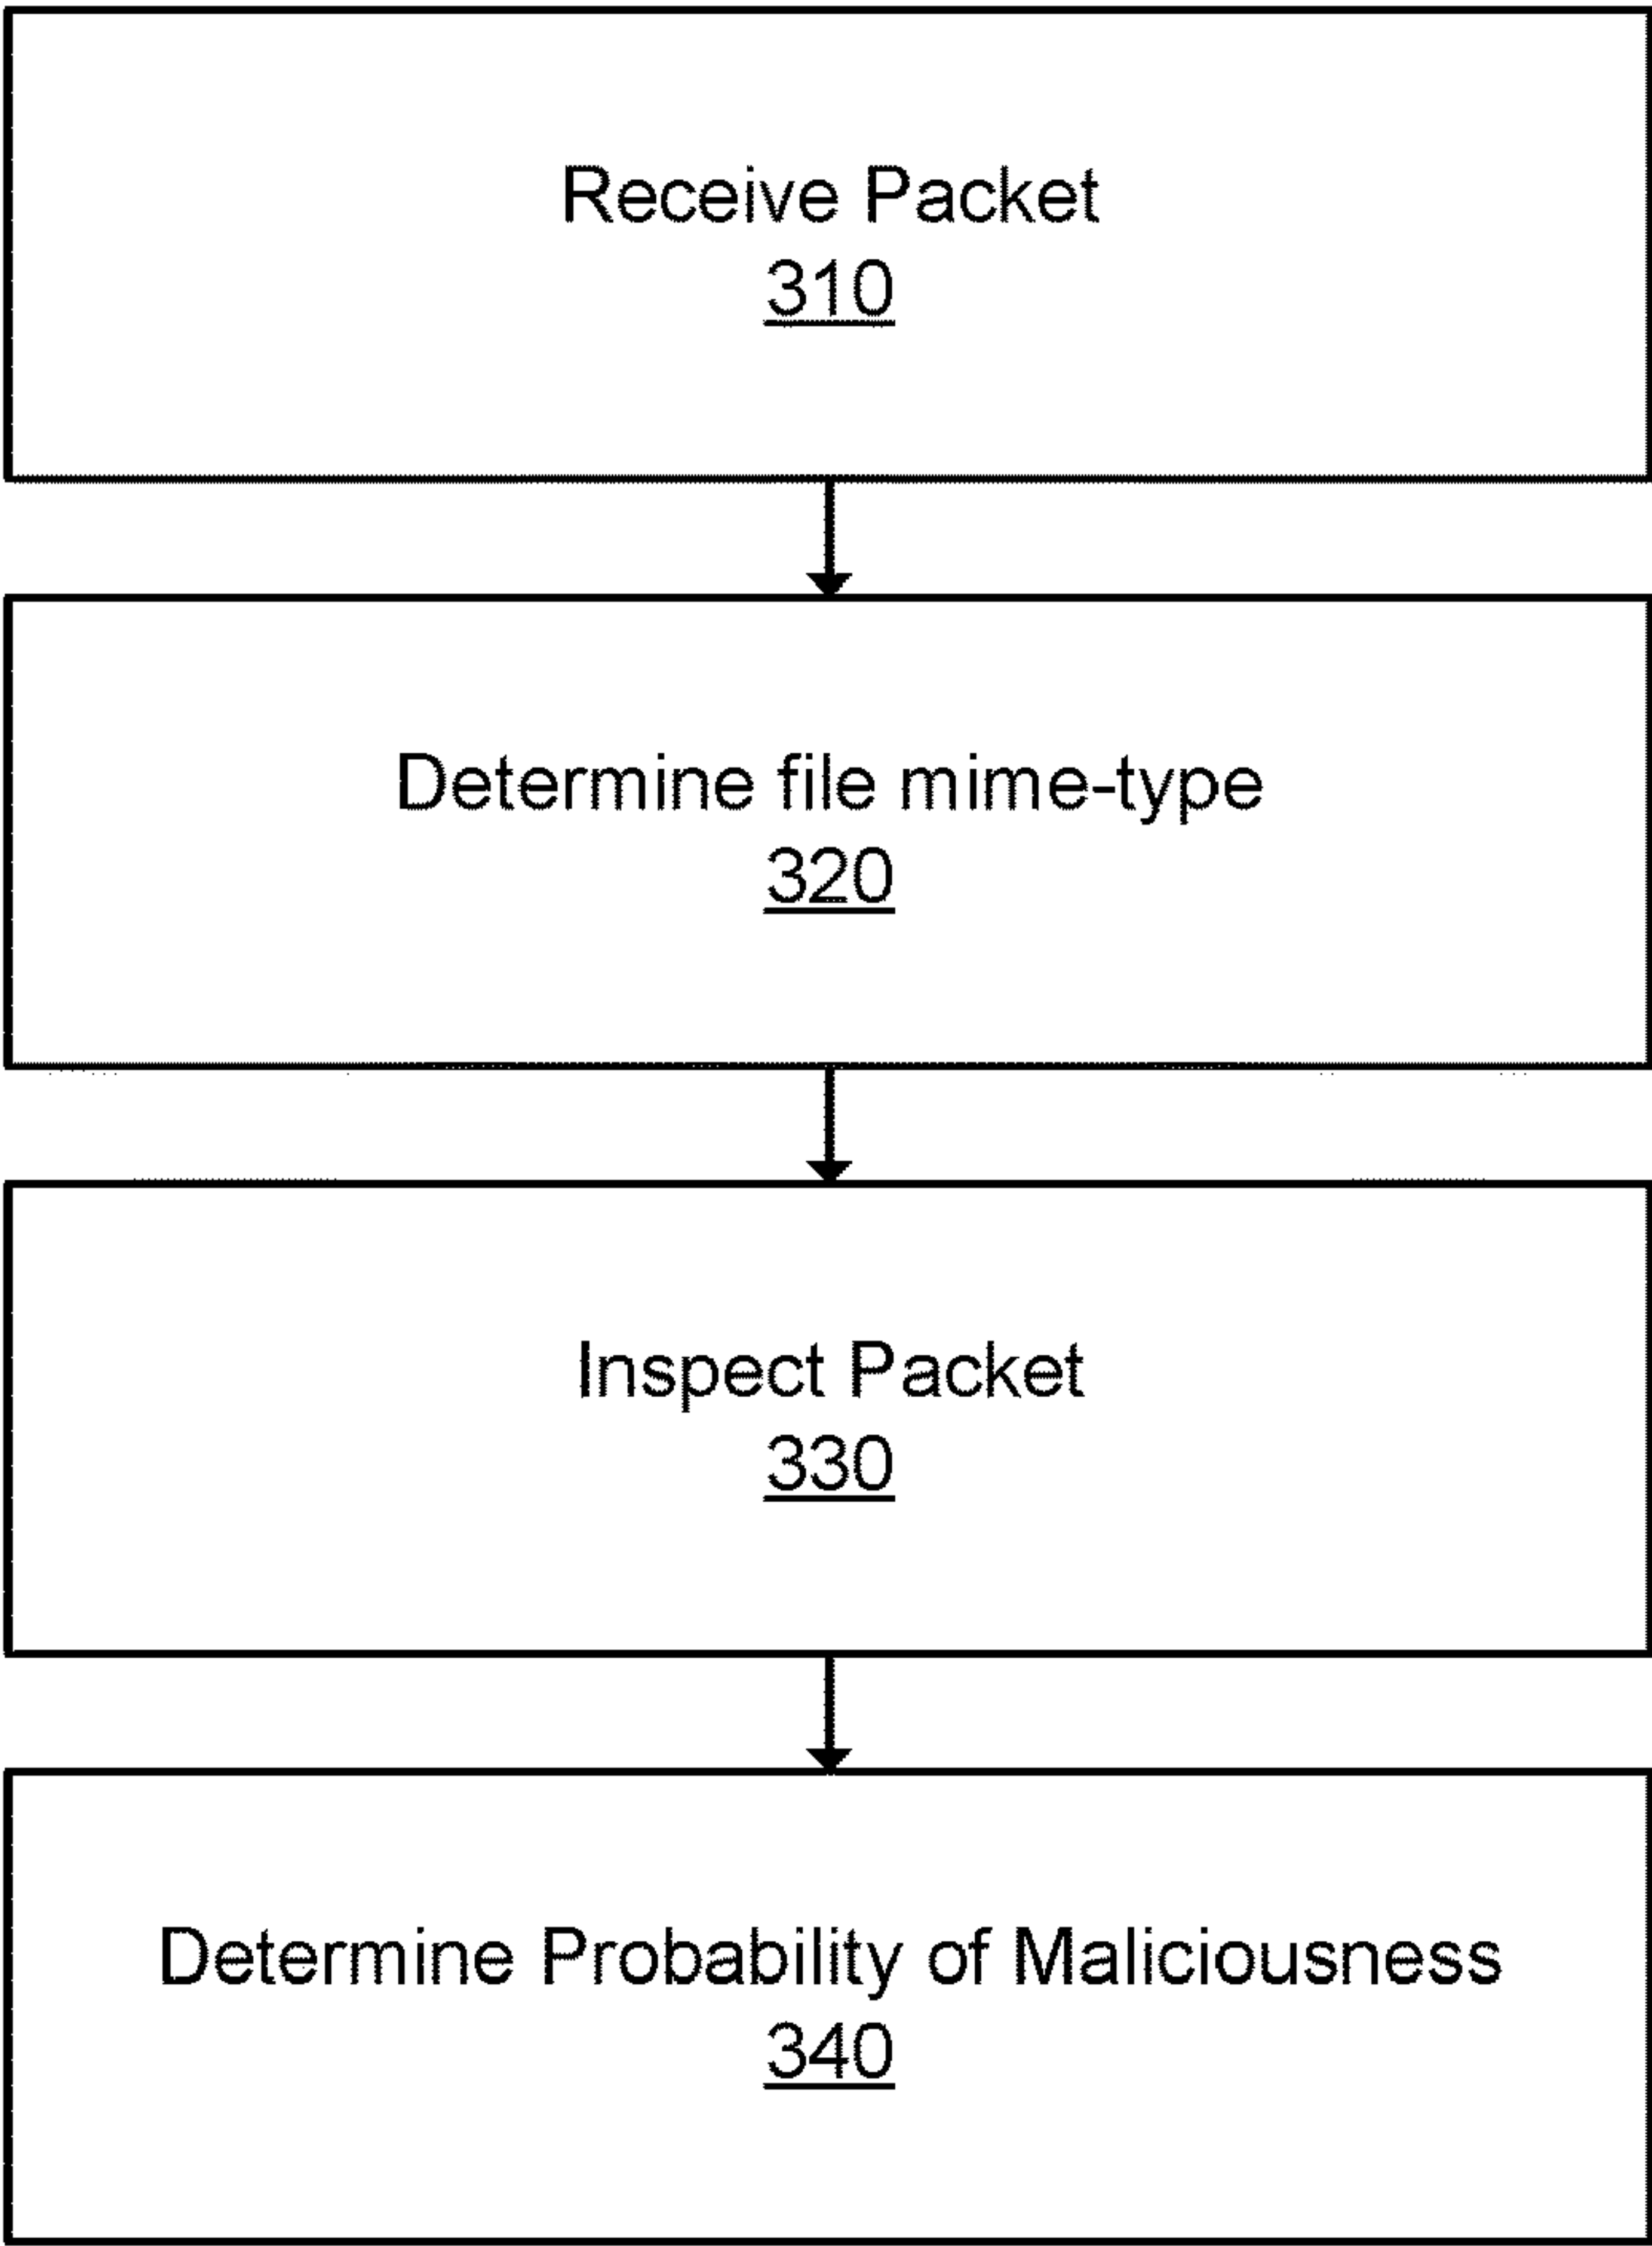 Receive Packet
310
Determine file mime-type
320
Inspect Packet
330
Determine Probability of Maliciousness
340